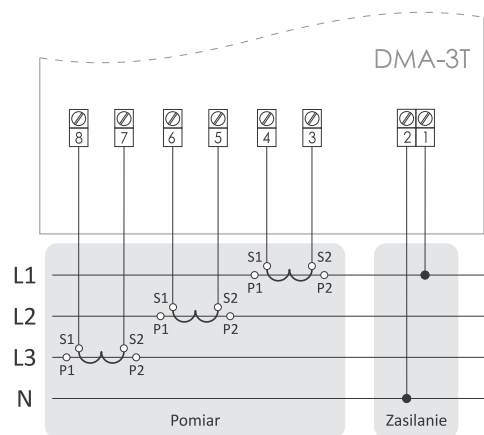 DMA-3T
8 7 6 5 4 3 2 1
S1 S2
L1
P1 P2
S1 S2
L2
P1 P2
S1 S2
L3
P1 P2
N
Pomiar Zasilanie